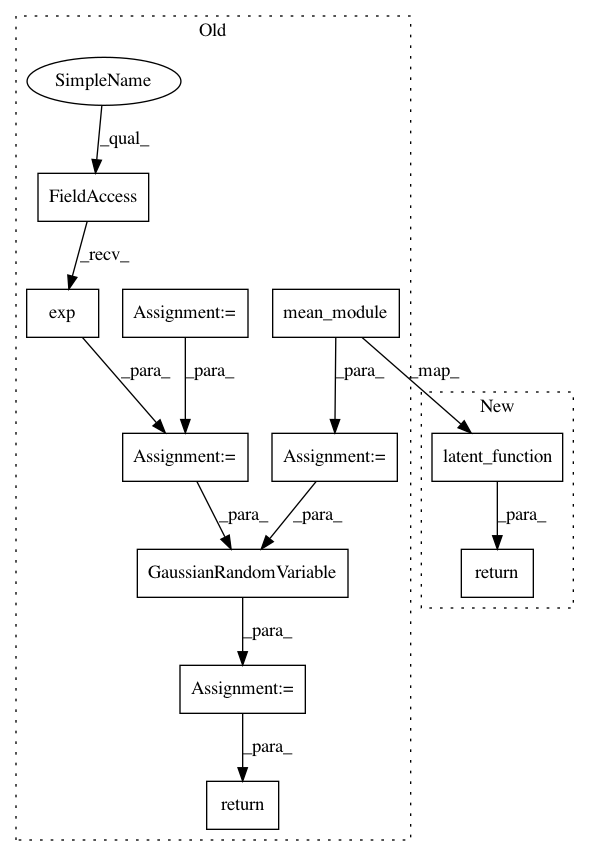 Old
SimpleName
_qual_
FieldAccess
_recv_
exp
Assignment:=
mean_module
_para_
_para_
_para_
_map_
New
Assignment:=
Assignment:=
latent_function
_para_
_para_
_para_
GaussianRandomVariable
return
_para_
Assignment:=
_para_
return